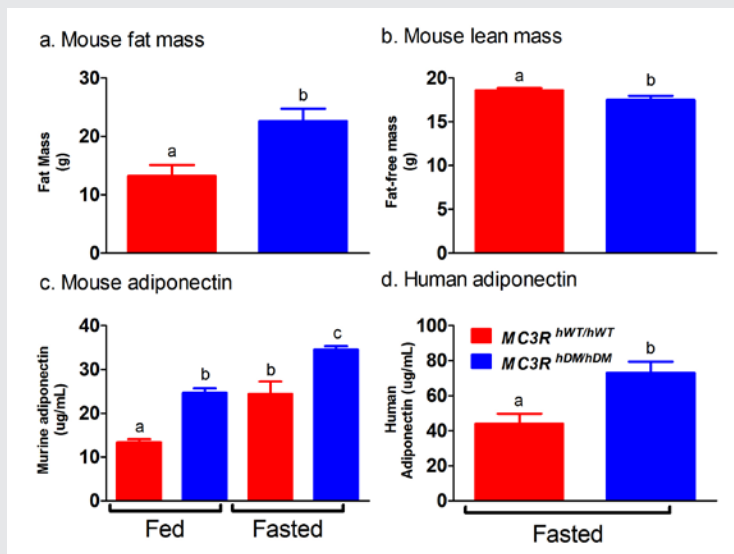 a. Mouse fat mass
30
20
10
0
Fat Mass
(g)
a
b
b. Mouse lean mass
20
15
10
5
0
Fat-free mass
(g)
a
b
c. Mouse adiponectin
40
30
20
10
0
Murine adiponectin
(ug/mL)
a
b
b
c
Fed
Fasted
d. Human adiponectin
100
80
60
40
20
0
Human
Adiponectin (ug/mL)
MC3R hWT/hWT
MC3R hDM/hDM
a
b
Fasted